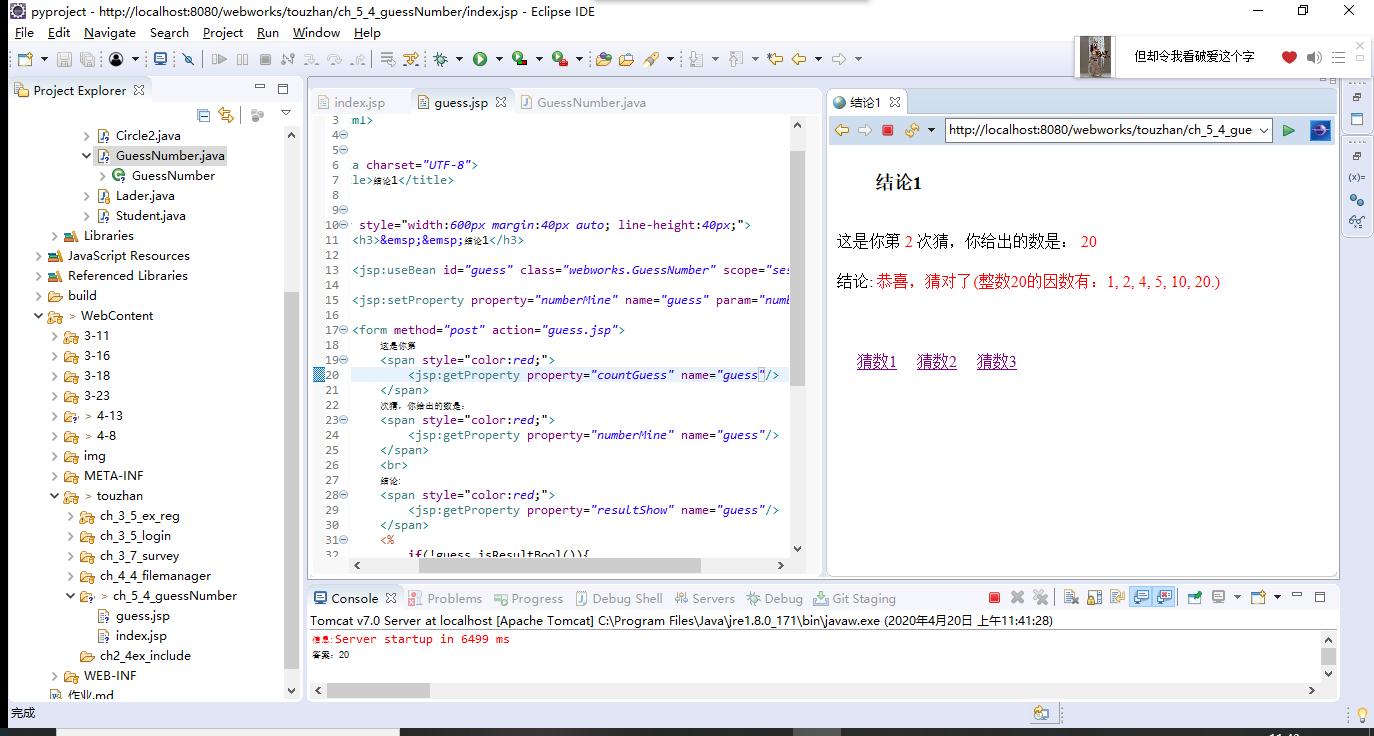 pyproject - http://localhost:8080/webworks/touzhan/ch_5_4_guessNumber/index.jsp - Eclipse IDE
File Edit Navigate Search Project Run Window Help
但却令我看破爱这个字
Project Explorer
Circle2.java
GuessNumber.java
GuessNumber
Lader.java
Student.java
Libraries
JavaScript Resources
Referenced Libraries
build
> WebContent
3-11
3-16
3-18
3-23
> 4-13
> 4-8
img
META-INF
> touzhan
ch_3_5_ex_reg
ch_3_5_login
ch_3_7_survey
ch_4_4_filemanager
> ch_5_4_guessNumber
guess.jsp
index.jsp
ch2_4ex_include
WEB-INF
作业.md
index.jsp guess.jsp GuessNumber.java
3 ml>
4
5
6 a charset="UTF-8">
7 le>结论1</title>
8
9
10 style="width:600px margin:40px auto; line-height:40px;">
11 <h3>&emsp;&emsp;结论1</h3>
12
13 <jsp:useBean id="guess" class="webworks.GuessNumber" scope="ses
14
15 <jsp:setProperty property="numberMine" name="guess" param="num
16
17 <form method="post" action="guess.jsp">
18 这是你第
19 <span style="color:red;">
20 <jsp:getProperty property="countGuess" name="guess"/>
21 </span>
22 次猜，你给出的数是：
23 <span style="color:red;">
24 <jsp:getProperty property="numberMine" name="guess"/>
25 </span>
26 <br>
27 结论:
28 <span style="color:red;">
29 <jsp:getProperty property="resultShow" name="guess"/>
30 </span>
31 <%
32 if(!guess.isResultBool()){
结论1
http://localhost:8080/webworks/touzhan/ch_5_4_gue
结论1
这是你第 2 次猜，你给出的数是： 20
结论: 恭喜，猜对了(整数20的因数有：1, 2, 4, 5, 10, 20.)
猜数1 猜数2 猜数3
(x)=
Console Problems Progress Debug Shell Servers Debug Git Staging
Tomcat v7.0 Server at localhost [Apache Tomcat] C:\Program Files\Java\jre1.8.0_171\bin\javaw.exe (2020年4月20日 上午11:41:28)
信息:Server startup in 6499 ms
答案：20
完成